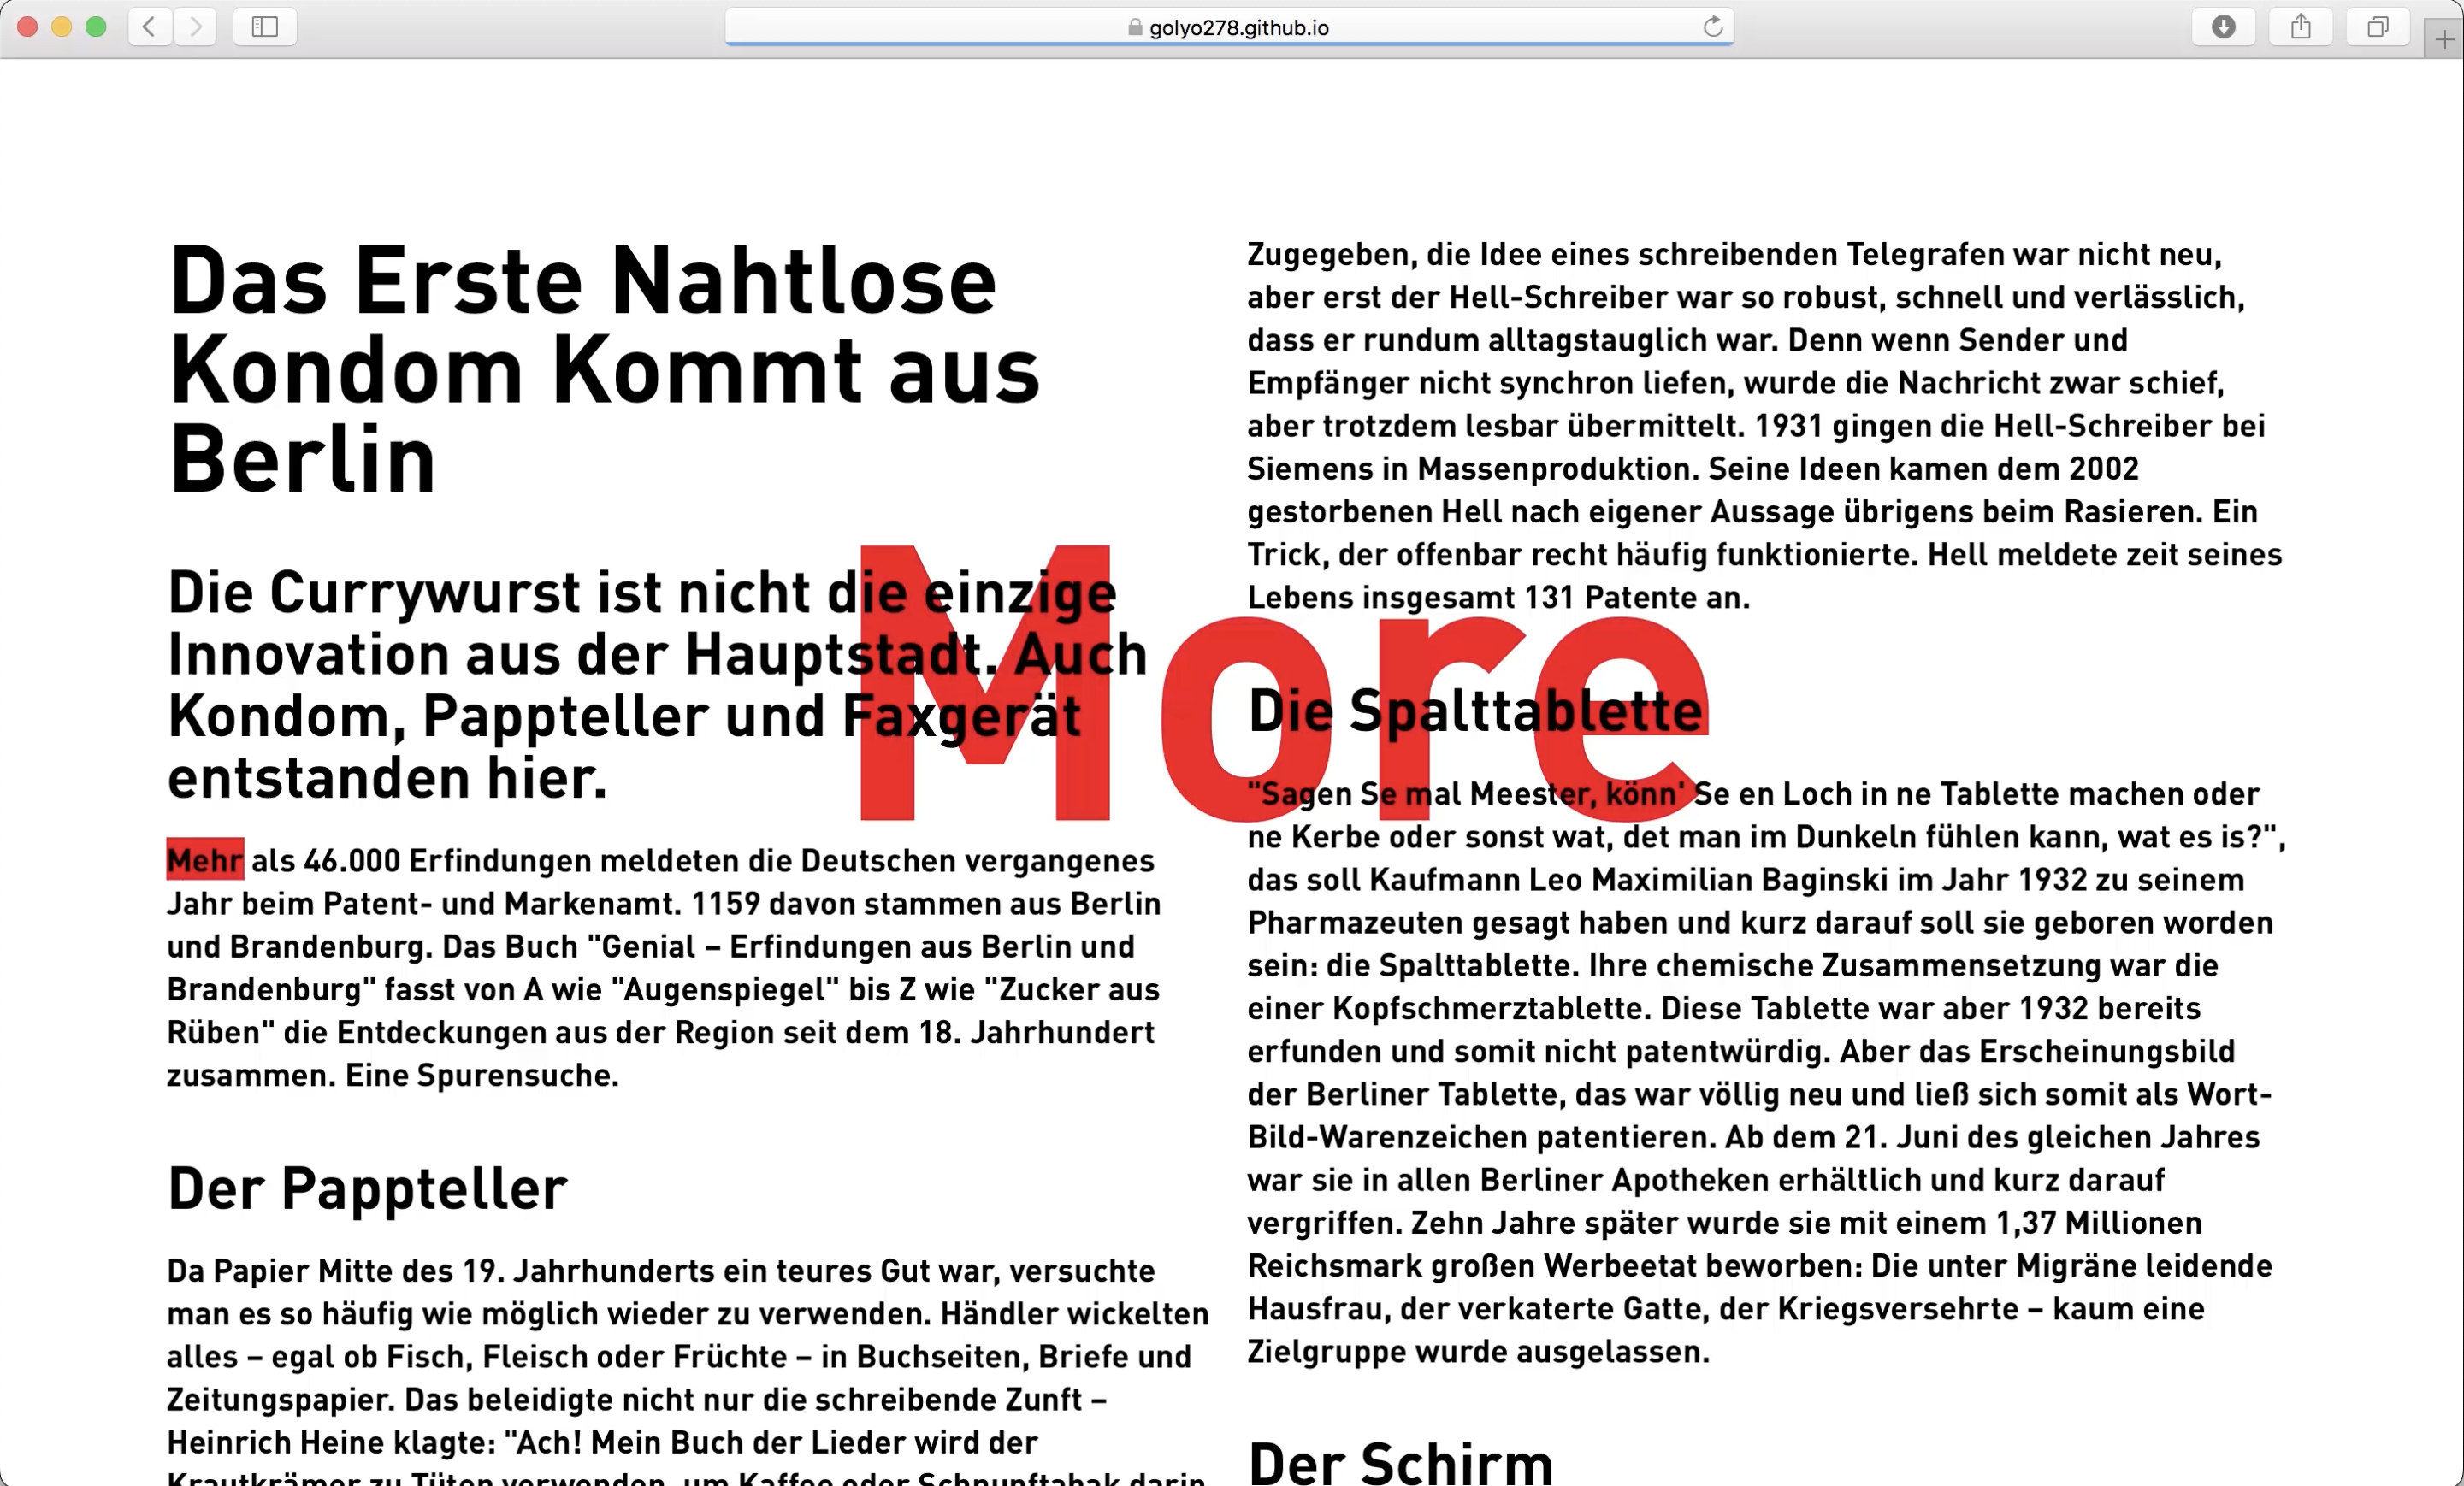 golyo278.github.io
Das Erste Nahtlose
Kondom Kommt aus
Berlin
Die Currywurst ist nicht die einzige
Innovation aus der Hauptstadt. Auch
Kondom, Pappteller und Faxgerät
entstanden hier.
Mehr als 46.000 Erfindungen meldeten die Deutschen vergangenes
Jahr beim Patent- und Markenamt. 1159 davon stammen aus Berlin
und Brandenburg. Das Buch "Genial – Erfindungen aus Berlin und
Brandenburg" fasst von A wie "Augenspiegel" bis Z wie "Zucker aus
Rüben" die Entdeckungen aus der Region seit dem 18. Jahrhundert
zusammen. Eine Spurensuche.
Der Pappteller
Da Papier Mitte des 19. Jahrhunderts ein teures Gut war, versuchte
man es so häufig wie möglich wieder zu verwenden. Händler wickelten
alles – egal ob Fisch, Fleisch oder Früchte – in Buchseiten, Briefe und
Zeitungspapier. Das beleidigte nicht nur die schreibende Zunft –
Heinrich Heine klagte: "Ach! Mein Buch der Lieder wird der
Krautkrämer zu Tüten verwenden, um Kaffee oder Schnupftabak darin
More
Zugegeben, die Idee eines schreibenden Telegrafen war nicht neu,
aber erst der Hell-Schreiber war so robust, schnell und verlässlich,
dass er rundum alltagstauglich war. Denn wenn Sender und
Empfänger nicht synchron liefen, wurde die Nachricht zwar schief,
aber trotzdem lesbar übermittelt. 1931 gingen die Hell-Schreiber bei
Siemens in Massenproduktion. Seine Ideen kamen dem 2002
gestorbenen Hell nach eigener Aussage übrigens beim Rasieren. Ein
Trick, der offenbar recht häufig funktionierte. Hell meldete zeit seines
Lebens insgesamt 131 Patente an.
Die Spalttablette
"Sagen Se mal Meester, könn' Se en Loch in ne Tablette machen oder
ne Kerbe oder sonst wat, det man im Dunkeln fühlen kann, wat es is?",
das soll Kaufmann Leo Maximilian Baginski im Jahr 1932 zu seinem
Pharmazeuten gesagt haben und kurz darauf soll sie geboren worden
sein: die Spalttablette. Ihre chemische Zusammensetzung war die
einer Kopfschmerztablette. Diese Tablette war aber 1932 bereits
erfunden und somit nicht patentwürdig. Aber das Erscheinungsbild
der Berliner Tablette, das war völlig neu und ließ sich somit als Wort-
Bild-Warenzeichen patentieren. Ab dem 21. Juni des gleichen Jahres
war sie in allen Berliner Apotheken erhältlich und kurz darauf
vergriffen. Zehn Jahre später wurde sie mit einem 1,37 Millionen
Reichsmark großen Werbeetat beworben: Die unter Migräne leidende
Hausfrau, der verkaterte Gatte, der Kriegsversehrte – kaum eine
Zielgruppe wurde ausgelassen.
Der Schirm